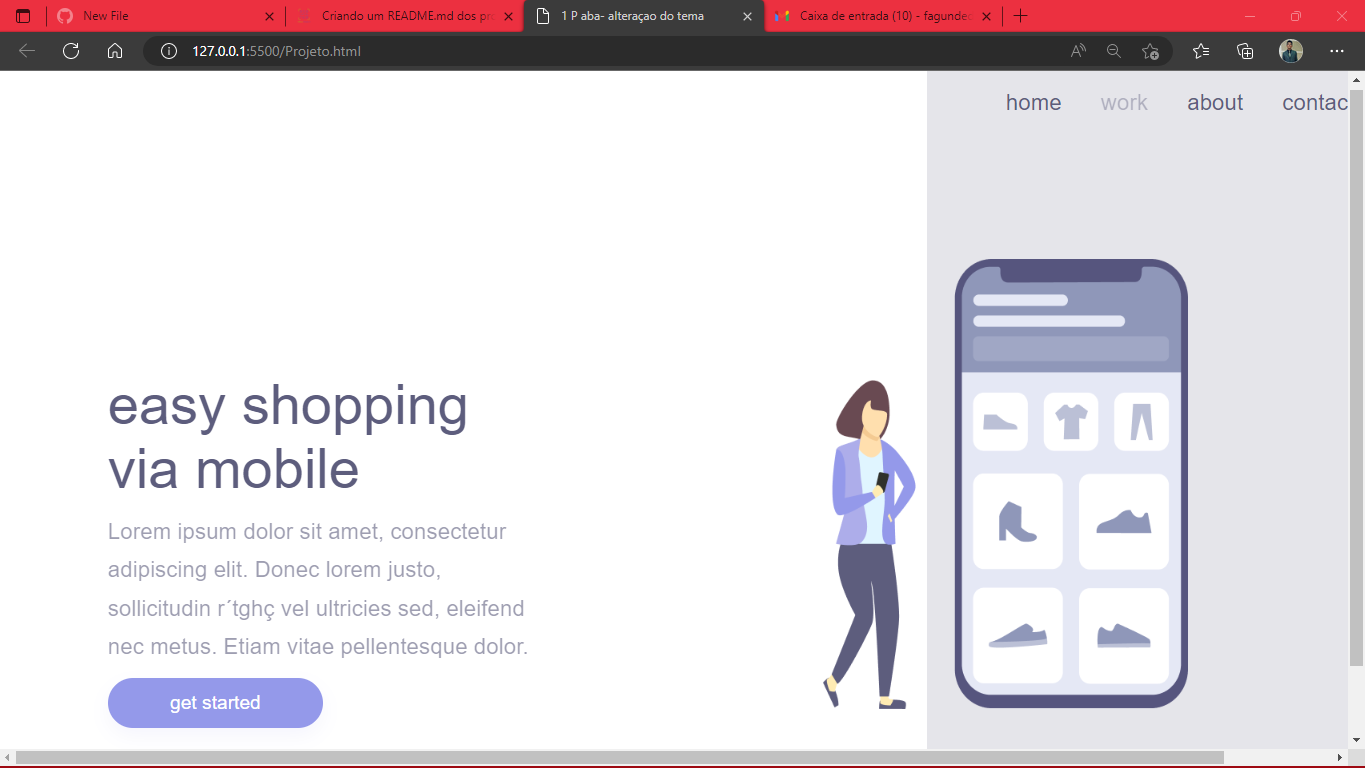 New File
Criando um README.md dos pr
1 P aba- alteraçao do tema
Caixa de entrada (10) - fagundec
127.0.0.1:5500/Projeto.html
home work about contac
easy shopping
via mobile
Lorem ipsum dolor sit amet, consectetur
adipiscing elit. Donec lorem justo,
sollicitudin r´tghç vel ultricies sed, eleifend
nec metus. Etiam vitae pellentesque dolor.
get started